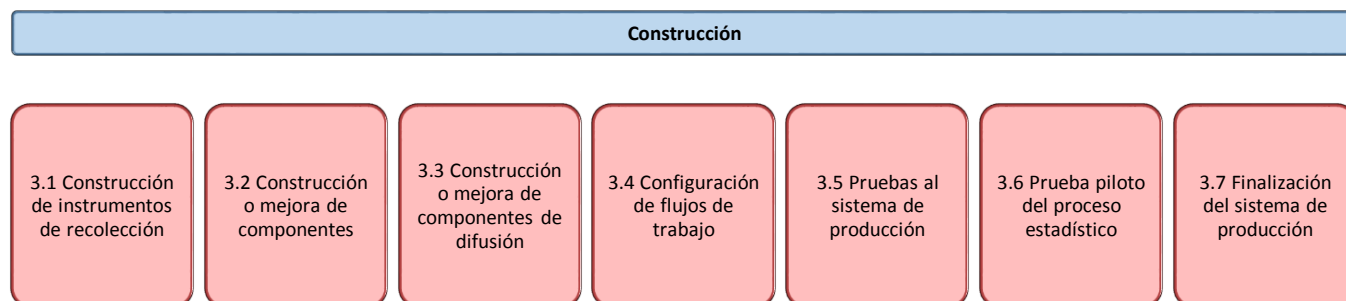 Construcción
3.1 Construcción
de instrumentos
de recolección
3.2 Construcción
o mejora de
componentes
3.3 Construcción
o mejora de
componentes de
difusión
3.4 Configuración
de flujos de
trabajo
3.5 Pruebas al
sistema de
producción
3.6 Prueba piloto
del proceso
estadístico
3.7 Finalización
del sistema de
producción